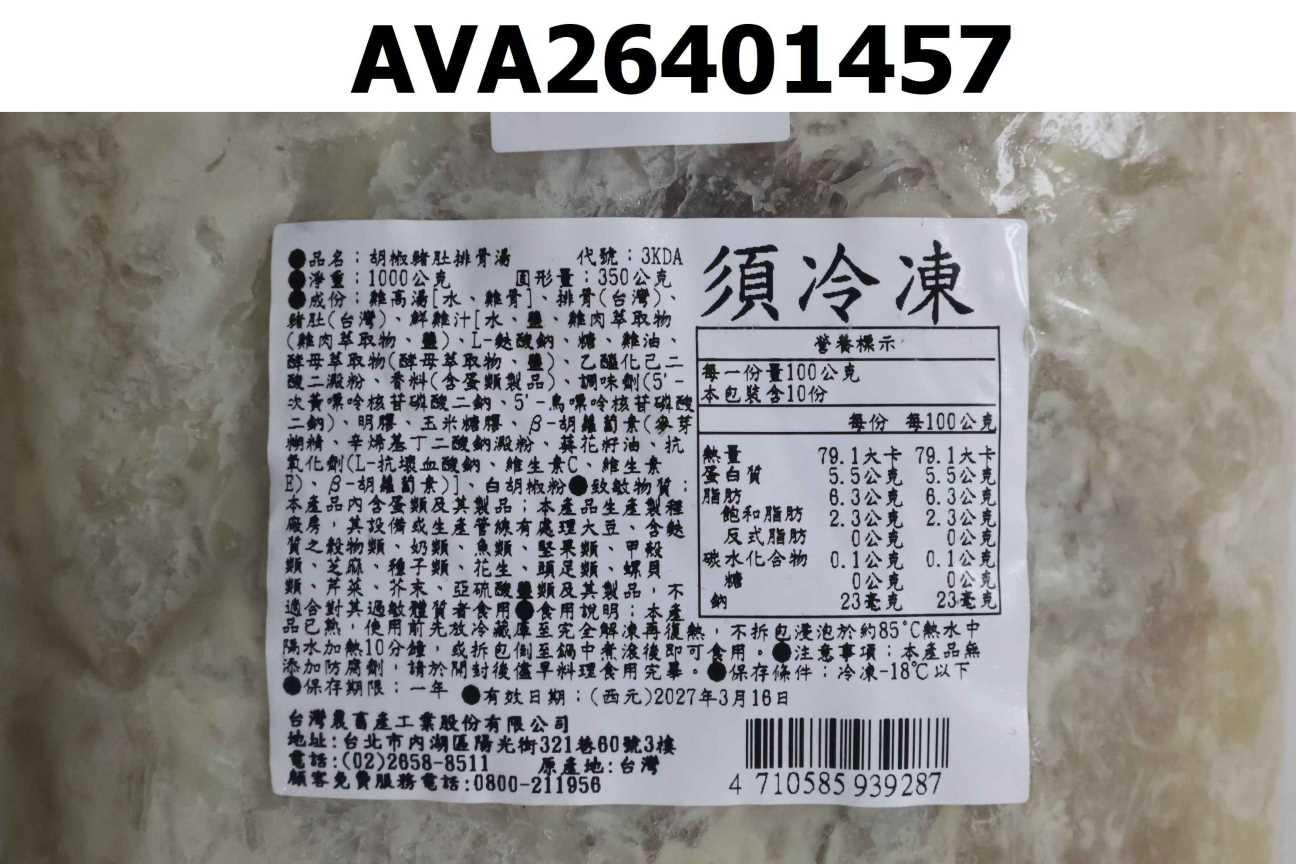 AVA26401457
●品名：胡椒豬肚排骨湯 代號：3KDA
●淨重：1000公克 固形量：350公克
●成份：雞高湯[水、雞骨]、排骨(台灣)、
豬肚(台灣)、鮮雞汁[水、鹽、雞肉萃取物
(雞肉萃取物、鹽)、L-麩酸鈉、糖、雞油、
酵母萃取物(酵母萃取物、鹽)、乙醯化己二
酸二澱粉、香料(含蛋類製品)、調味劑(5'-
次黃嘌呤核苷磷酸二鈉、5'-鳥嘌呤核苷磷酸
二鈉)、明膠、玉米糖膠、β-胡蘿蔔素(麥芽
糊精、辛烯基丁二酸鈉澱粉、葵花籽油、抗
氧化劑(L-抗壞血酸鈉、維生素C、維生素
E)、β-胡蘿蔔素)]、白胡椒粉●致敏物質：
本產品內含蛋類及其製品；本產品生產製程
廠房，其設備或生產管線有處理大豆、含麩
質之穀物類、奶類、魚類、堅果類、甲殼
類、芝麻、種子類、花生、頭足類、螺貝
類、芹菜、芥末、亞硫酸鹽類及其製品，不
適合對其過敏體質者食用●食用說明：本產
品已熟，使用前先放冷藏庫至完全解凍再復熱，不拆包浸泡於約85°C熱水中
隔水加熱10分鐘，或拆包倒至鍋中煮滾後即可食用。●注意事項：本產品無
添加防腐劑，請於開封後儘早料理食用完畢。●保存條件：冷凍-18℃以下
●保存期限：一年 ●有效日期：(西元)2027年3月16日
台灣農畜產工業股份有限公司
地址:台北市內湖區陽光街321巷60號3樓
電話:(02)2658-8511 原產地:台灣
顧客免費服務電話:0800-211956
須冷凍
營養標示
每一份量100公克
本包裝含10份
每份 每100公克
熱量 79.1大卡 79.1大卡
蛋白質 5.5公克 5.5公克
脂肪 6.3公克 6.3公克
飽和脂肪 2.3公克 2.3公克
反式脂肪 0公克 0公克
碳水化合物 0.1公克 0.1公克
糖 0公克 0公克
鈉 23毫克 23毫克
4 710585 939287